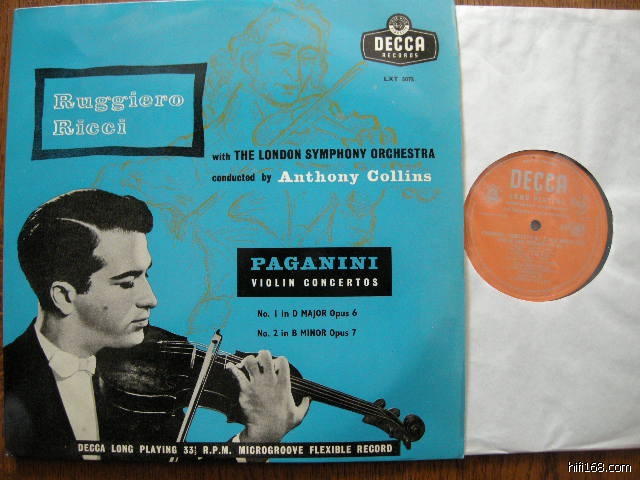 DECCA
RECORDS
LXT 5075
Ruggiero
Ricci
with THE LONDON SYMPHONY ORCHESTRA
conducted by Anthony Collins
PAGANINI
VIOLIN CONCERTOS
No. 1 in D MAJOR Opus 6
No. 2 in B MINOR Opus 7
DECCA LONG PLAYING 33⅓ R.P.M. MICROGROOVE FLEXIBLE RECORD
DECCA
LONG PLAYING
hifi168.com